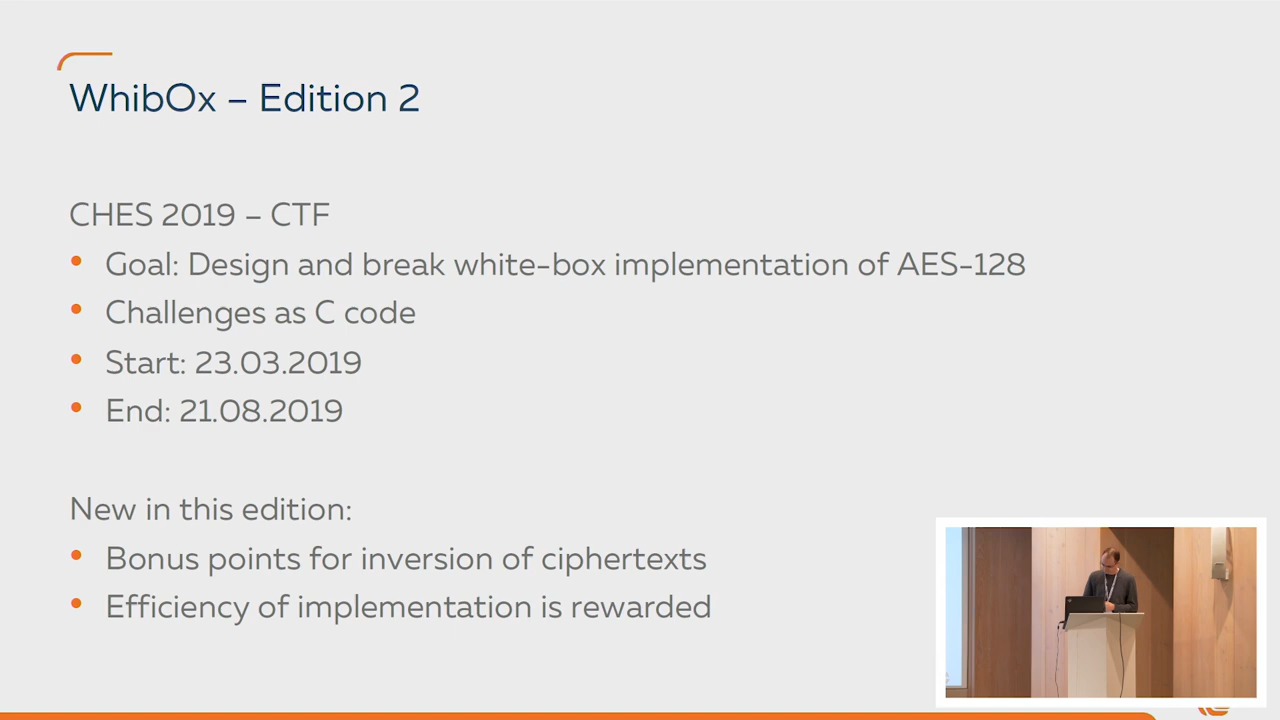 WhibOx – Edition 2
CHES 2019 – CTF
• Goal: Design and break white-box implementation of AES-128
• Challenges as C code
• Start: 23.03.2019
• End: 21.08.2019
New in this edition:
• Bonus points for inversion of ciphertexts
• Efficiency of implementation is rewarded